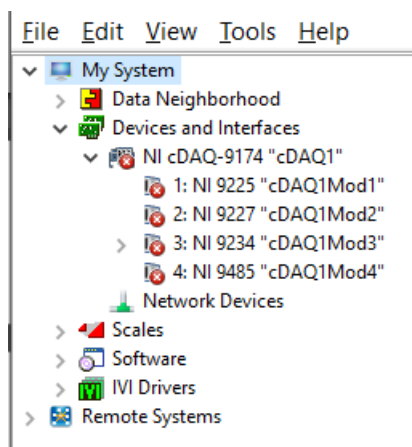 File Edit View Tools Help
My System
Data Neighborhood
Devices and Interfaces
NI cDAQ-9174 "cDAQ1"
1: NI 9225 "cDAQ1Mod1"
2: NI 9227 "cDAQ1Mod2"
3: NI 9234 "cDAQ1Mod3"
4: NI 9485 "cDAQ1Mod4"
Network Devices
Scales
Software
IVI Drivers
Remote Systems